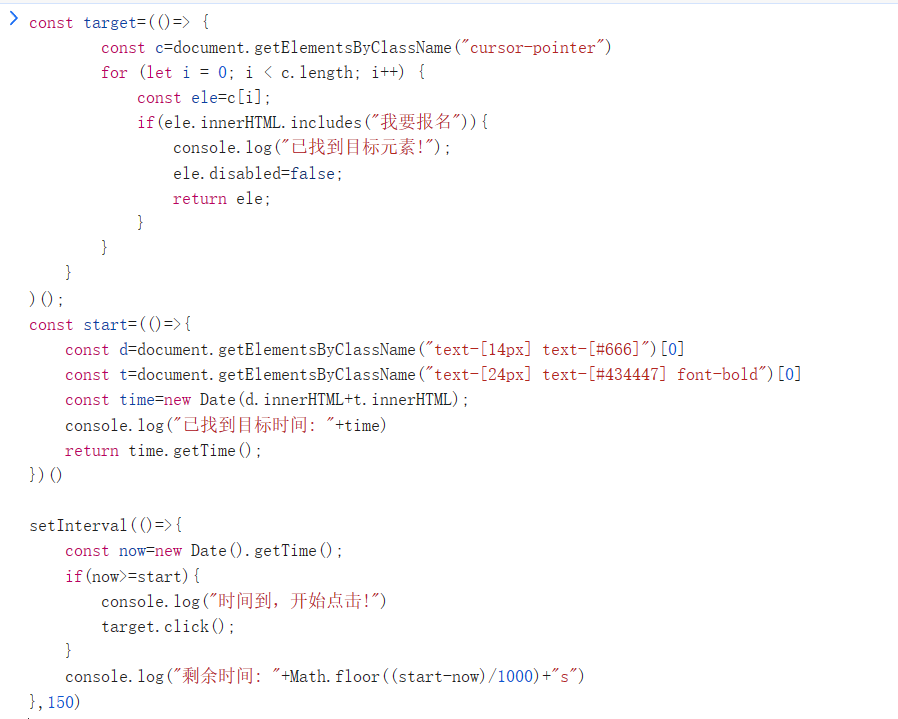 const target=(()=> {
        const c=document.getElementsByClassName("cursor-pointer")
        for (let i = 0; i < c.length; i++) {
            const ele=c[i];
            if(ele.innerHTML.includes("我要报名")){
                console.log("已找到目标元素!");
                ele.disabled=false;
                return ele;
            }
        }
    }
)();
const start=(()=>{
    const d=document.getElementsByClassName("text-[14px] text-[#666]")[0]
    const t=document.getElementsByClassName("text-[24px] text-[#434447] font-bold")[0]
    const time=new Date(d.innerHTML+t.innerHTML);
    console.log("已找到目标时间: "+time)
    return time.getTime();
})()

setInterval(()=>{
    const now=new Date().getTime();
    if(now>=start){
        console.log("时间到, 开始点击!")
        target.click();
    }
    console.log("剩余时间: "+Math.floor((start-now)/1000)+"s")
},150)